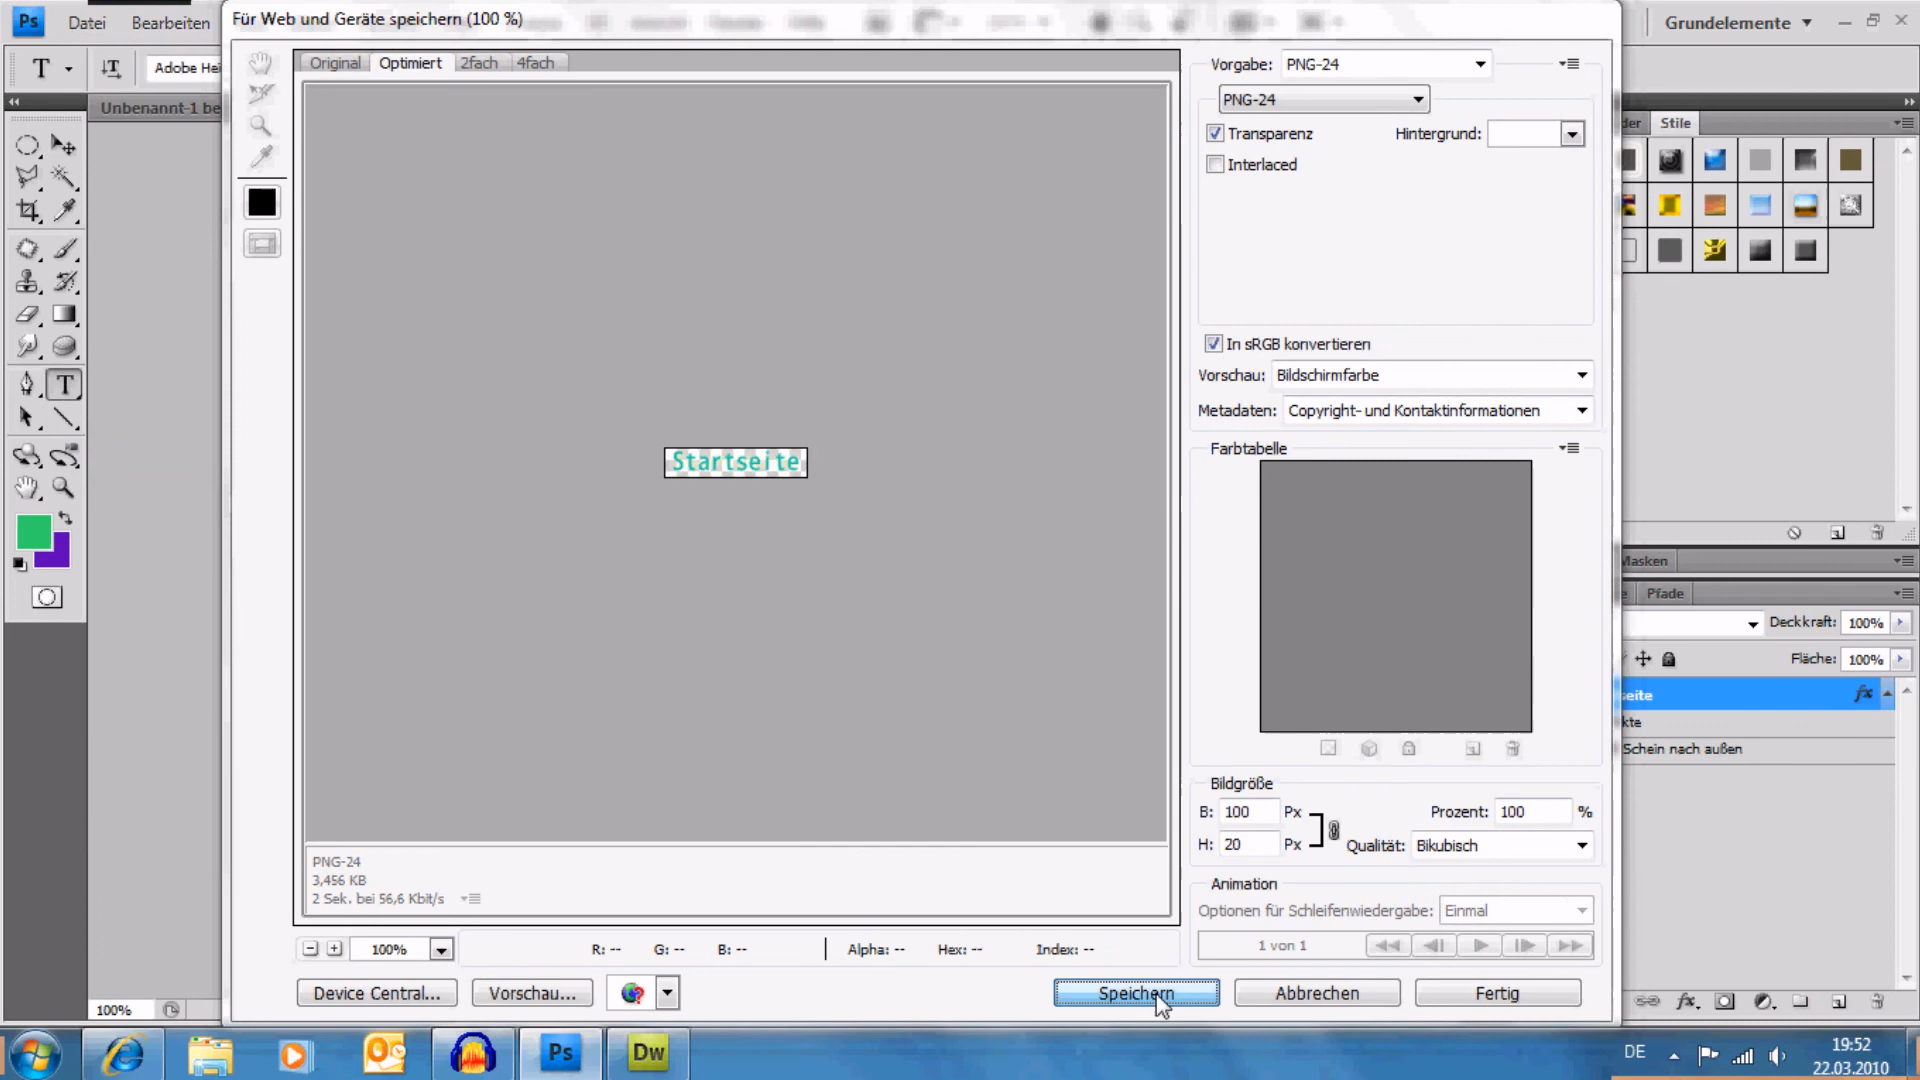 Für Web und Geräte speichern (100 %)
Ps Datei Bearbeiten
Grundelemente
T Adobe Hei
Unbenannt-1 be
Original Optimiert 2fach 4fach
Vorgabe: PNG-24
PNG-24
Transparenz Hintergrund:
Interlaced
Stile
In sRGB konvertieren
Vorschau: Bildschirmfarbe
Metadaten: Copyright- und Kontaktinformationen
Farbtabelle
Startseite
Masken
Pfade
Deckkraft: 100%
Fläche: 100%
seite fx
kte
Schein nach außen
Bildgröße
B: 100 Px Prozent: 100 %
H: 20 Px Qualität: Bikubisch
PNG-24
3,456 KB
2 Sek. bei 56,6 Kbit/s
Animation
Optionen für Schleifenwiedergabe: Einmal
1 von 1
100% R: -- G: -- B: -- Alpha: -- Hex: -- Index: --
Device Central... Vorschau... Speichern Abbrechen Fertig
100% fx
Ps Dw DE 19:52
22.03.2010